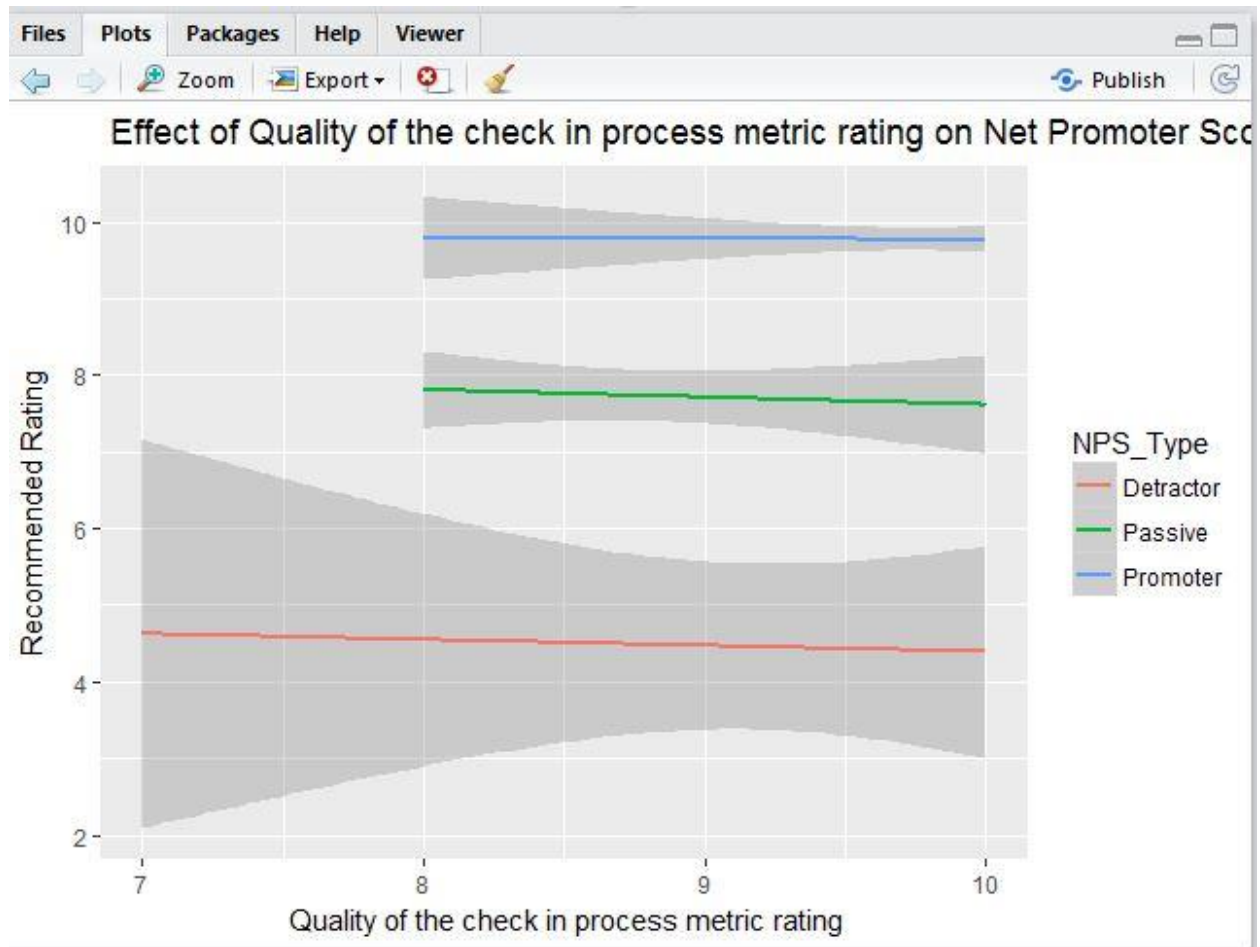 Files Plots Packages Help Viewer
Zoom Export Publish
Effect of Quality of the check in process metric rating on Net Promoter Sco
10
8
6
4
2
Recommended Rating
7 8 9 10
Quality of the check in process metric rating
NPS_Type
Detractor
Passive
Promoter